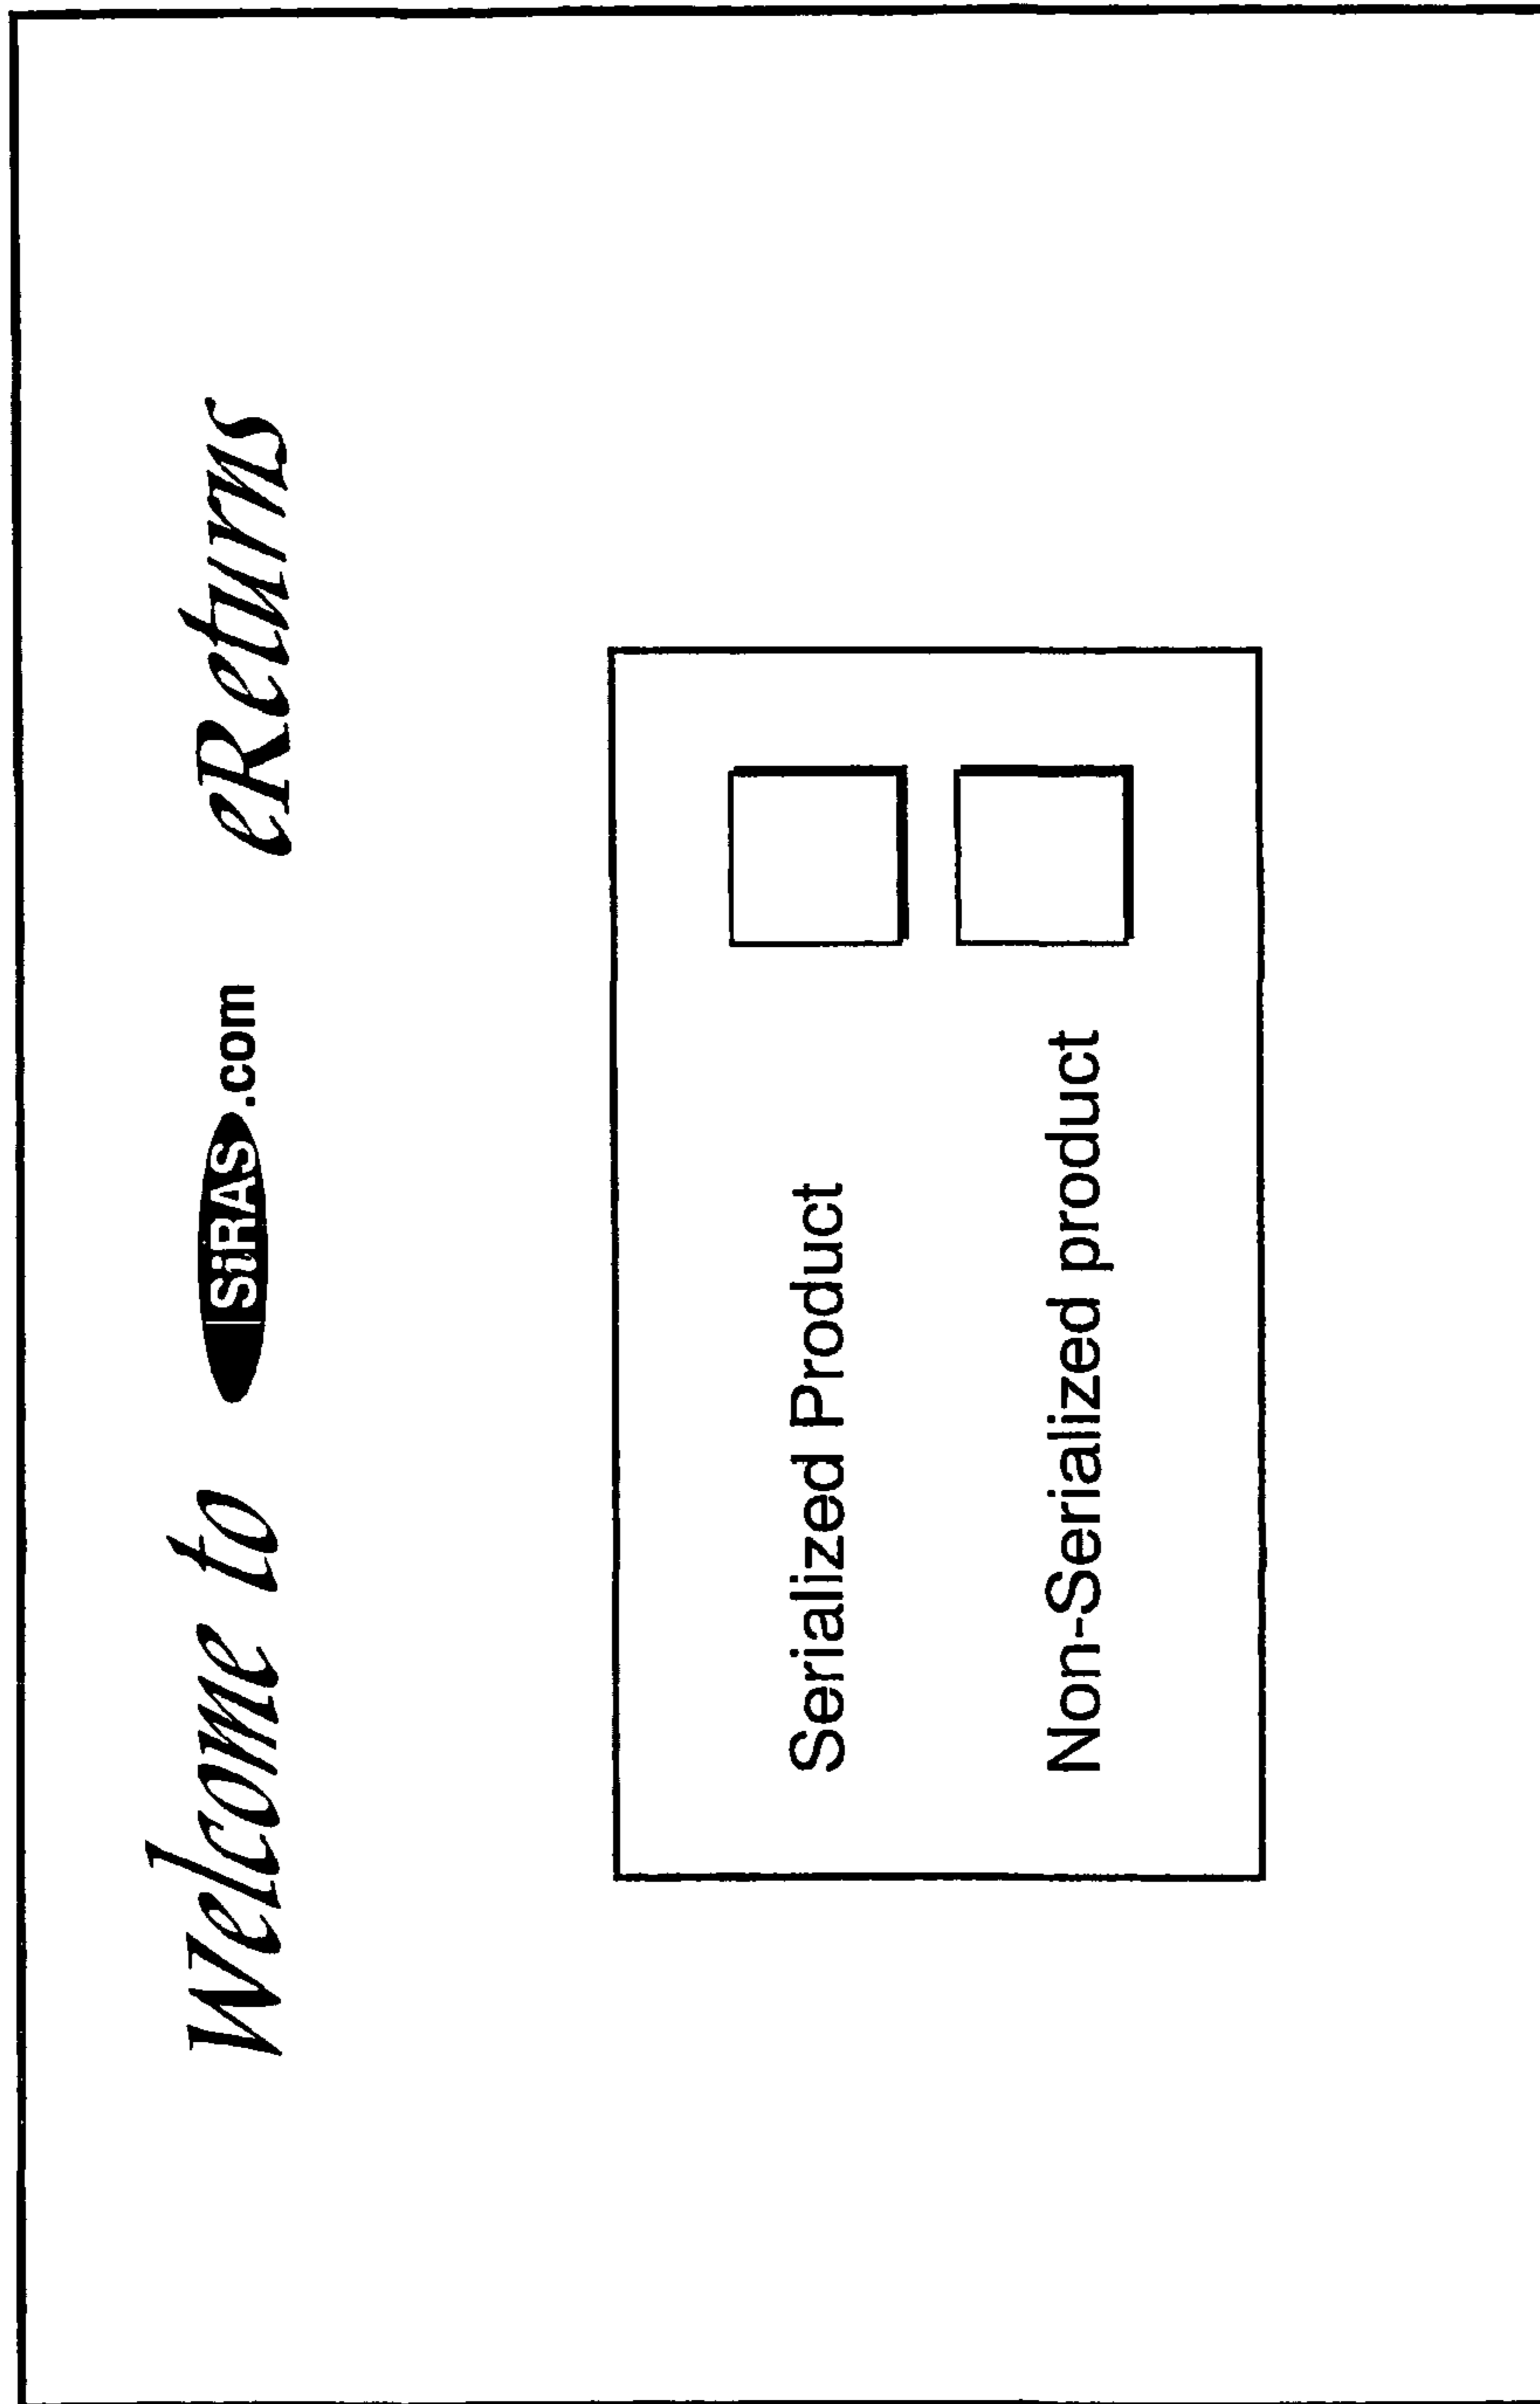 Welcome to SiRAS.com eReturns
Serialized Product
Non-Serialized product